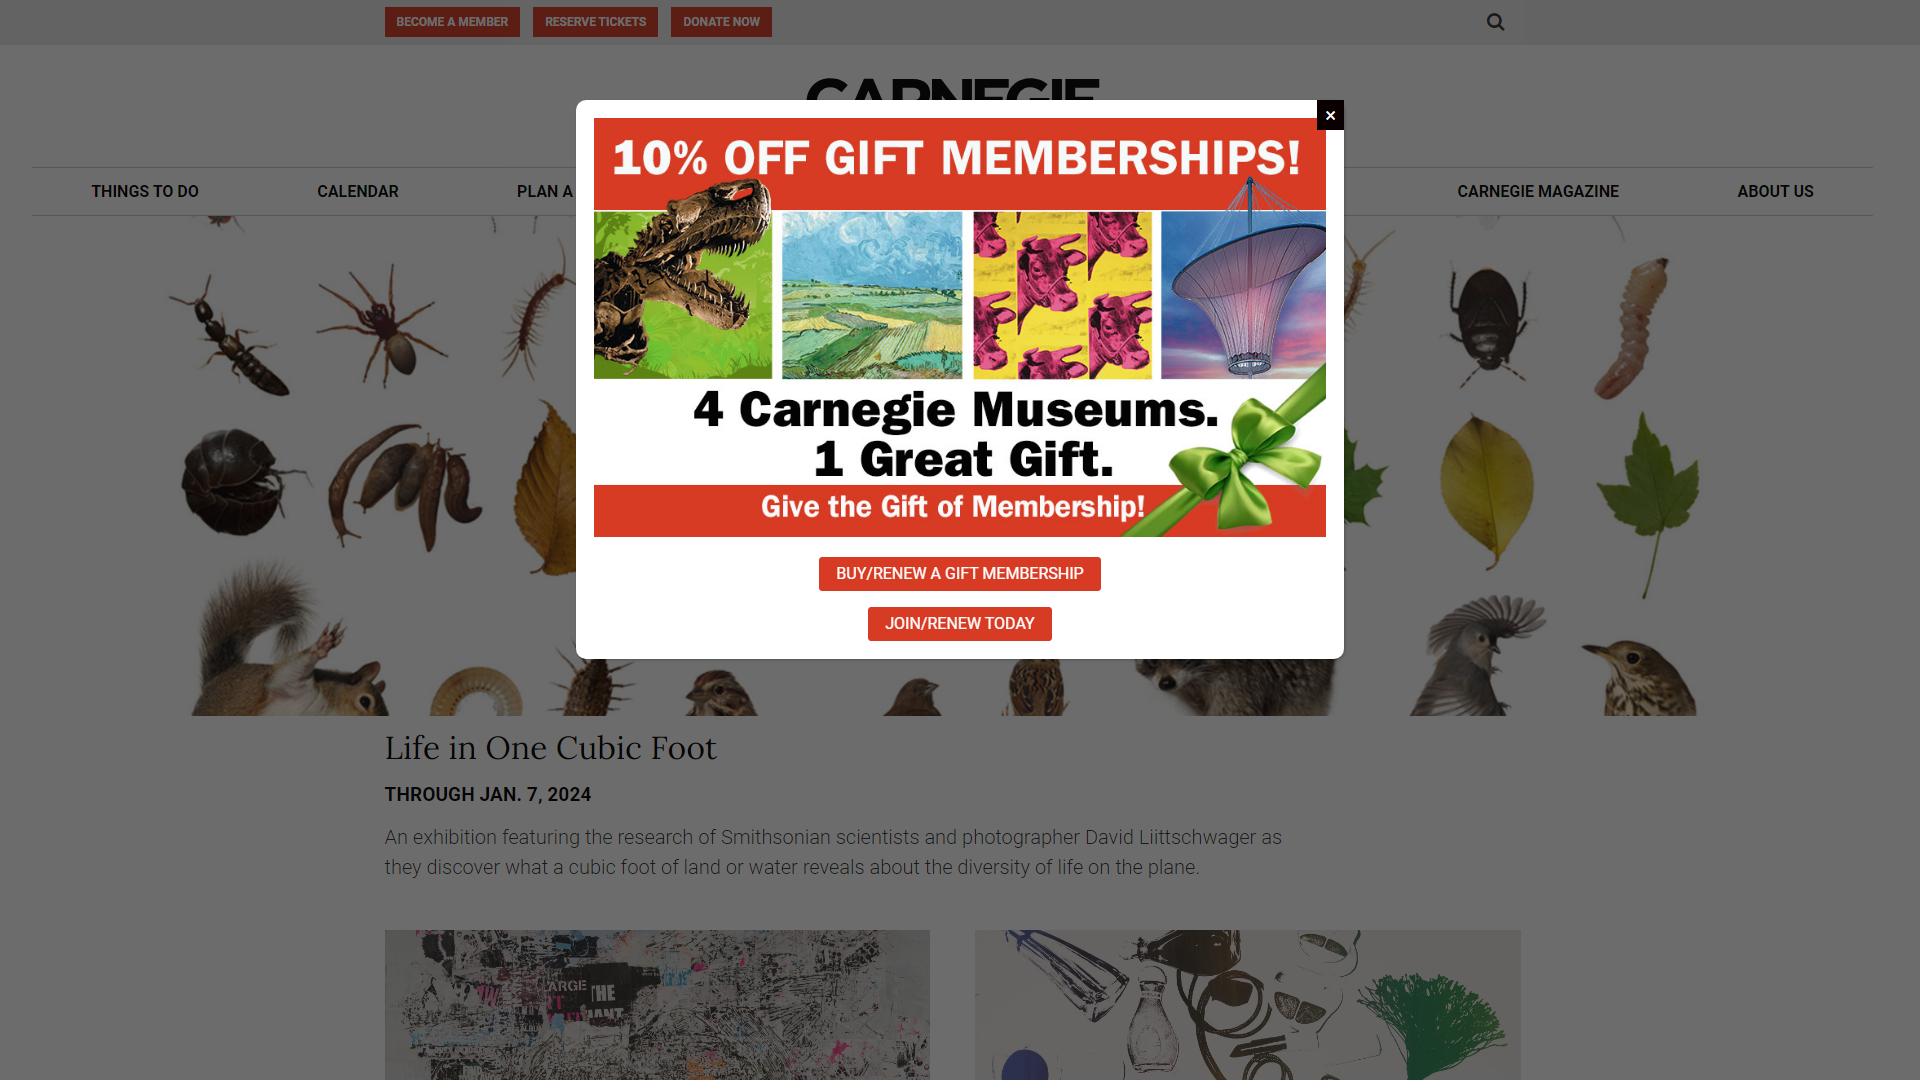 BECOME A MEMBER
RESERVE TICKETS
DONATE NOW
CARNEGIE
×
10% OFF GIFT MEMBERSHIPS!
4 Carnegie Museums.
1 Great Gift.
Give the Gift of Membership!
BUY/RENEW A GIFT MEMBERSHIP
JOIN/RENEW TODAY
THINGS TO DO
CALENDAR
PLAN A
CARNEGIE MAGAZINE
ABOUT US
Life in One Cubic Foot
THROUGH JAN. 7, 2024
An exhibition featuring the research of Smithsonian scientists and photographer David Liittschwager as
they discover what a cubic foot of land or water reveals about the diversity of life on the plane.
THE